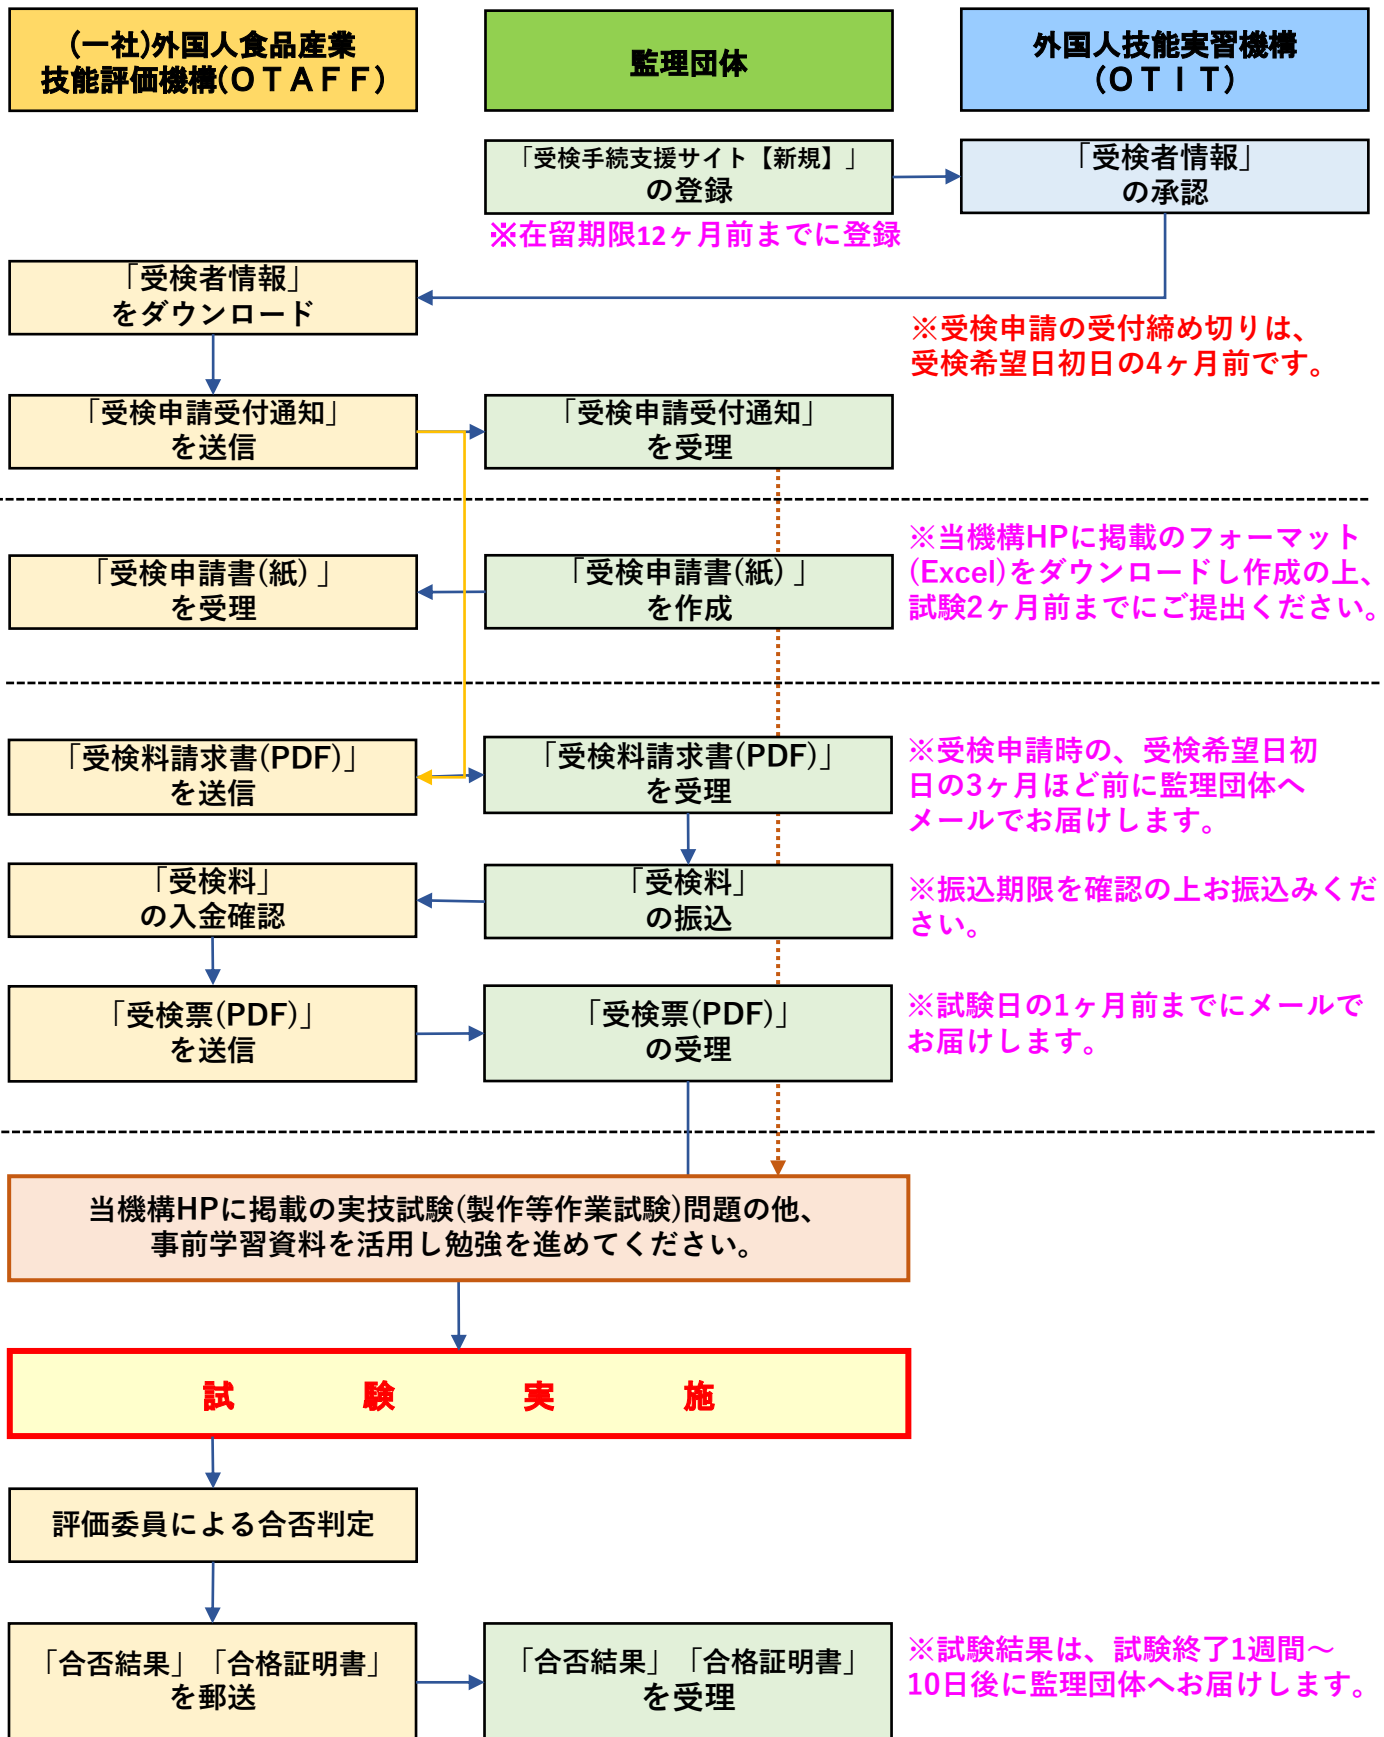 (一社)外国人食品産業
技能評価機構(ＯＴＡＦＦ)
監理団体
外国人技能実習機構
(ＯＴＩＴ)
「受検手続支援サイト【新規】」
の登録
「受検者情報」
の承認
※在留期限12ヶ月前までに登録
「受検者情報」
をダウンロード
※受検申請の受付締め切りは、
受検希望日初日の4ヶ月前です。
「受検申請受付通知」
を送信
「受検申請受付通知」
を受理
「受検申請書(紙)」
を受理
「受検申請書(紙)」
を作成
※当機構HPに掲載のフォーマット
(Excel)をダウンロードし作成の上、
試験2ヶ月前までにご提出ください。
「受検料請求書(PDF)」
を送信
「受検料請求書(PDF)」
を受理
※受検申請時の、受検希望日初
日の3ヶ月ほど前に監理団体へ
メールでお届けします。
「受検料」
の入金確認
「受検料」
の振込
※振込期限を確認の上お振込みくだ
さい。
「受検票(PDF)」
を送信
「受検票(PDF)」
の受理
※試験日の1ヶ月前までにメールで
お届けします。
当機構HPに掲載の実技試験(製作等作業試験)問題の他、
事前学習資料を活用し勉強を進めてください。
試　験　実　施
評価委員による合否判定
「合否結果」「合格証明書」
を郵送
「合否結果」「合格証明書」
を受理
※試験結果は、試験終了1週間～
10日後に監理団体へお届けします。